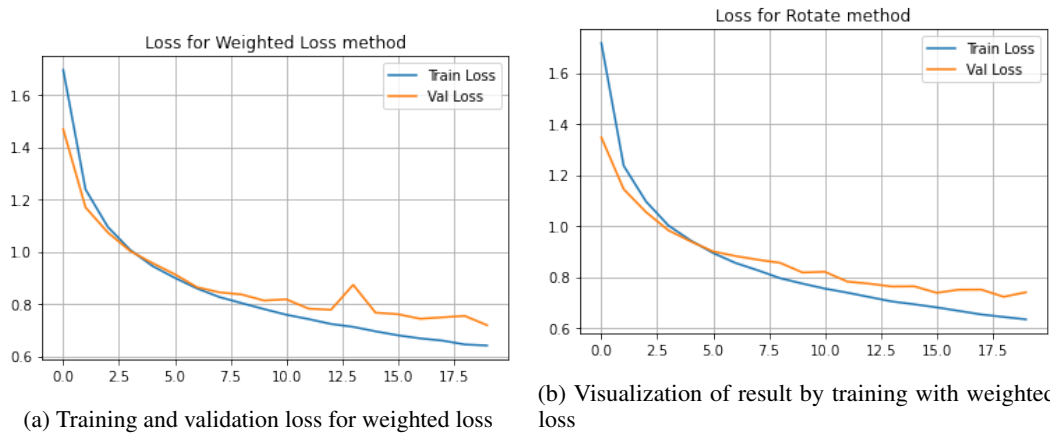 Loss for Weighted Loss method
Train Loss
Val Loss
1.6
1.4
1.2
1.0
0.8
0.6
0.0 2.5 5.0 7.5 10.0 12.5 15.0 17.5
(a) Training and validation loss for weighted loss
Loss for Rotate method
Train Loss
Val Loss
1.6
1.4
1.2
1.0
0.8
0.6
0.0 2.5 5.0 7.5 10.0 12.5 15.0 17.5
(b) Visualization of result by training with weighted
loss